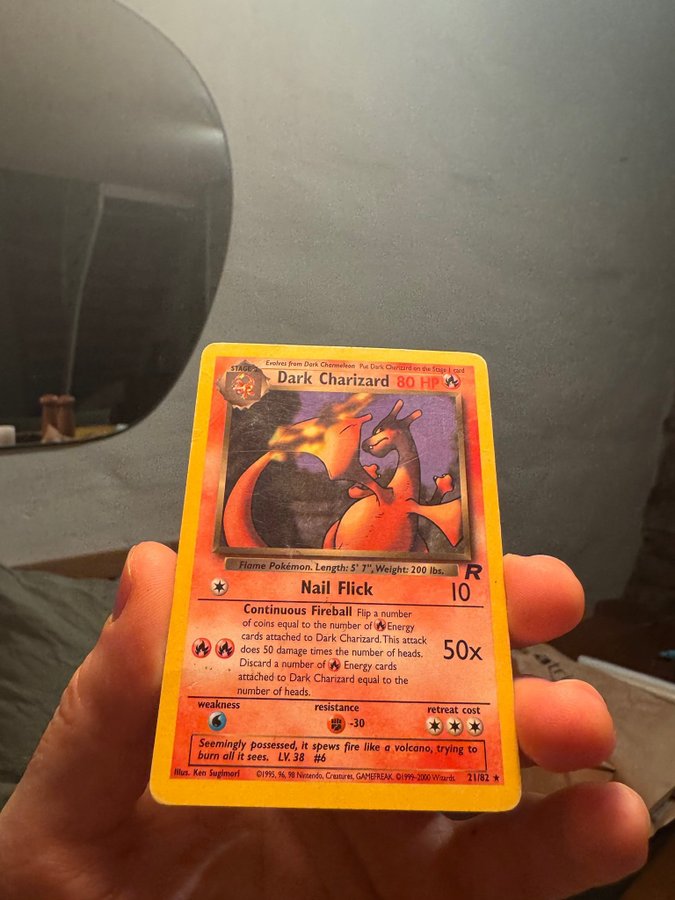 Evolves from Dark Charmeleon Put Dark Charizard on the Stage 1 card
STAGE 2
Dark Charizard 80 HP
Flame Pokémon. Length: 5' 7", Weight: 200 lbs.
R
Nail Flick 10
Continuous Fireball Flip a number
of coins equal to the number of Energy
cards attached to Dark Charizard. This attack
does 50 damage times the number of heads.
50x
Discard a number of Energy cards
attached to Dark Charizard equal to the
number of heads.
weakness resistance retreat cost
-30
Seemingly possessed, it spews fire like a volcano, trying to
burn all it sees. LV. 38 #6
Illus. Ken Sugimori ©1995, 96, 98 Nintendo, Creatures, GAMEFREAK. ©1999-2000 Wizards. 21/82 ★